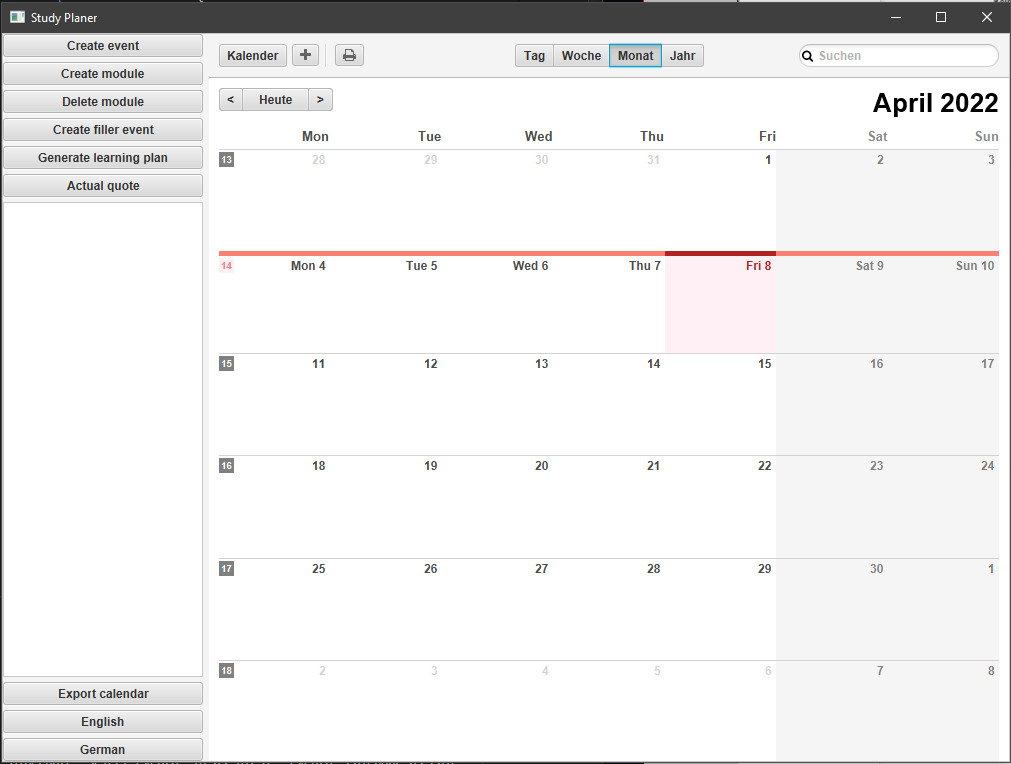 Study Planer
Create event
Create module
Delete module
Create filler event
Generate learning plan
Actual quote
Export calendar
English
German
Kalender + Tag Woche Monat Jahr Suchen
< Heute > April 2022
Mon Tue Wed Thu Fri Sat Sun
13 28 29 30 31 1 2 3
14 Mon 4 Tue 5 Wed 6 Thu 7 Fri 8 Sat 9 Sun 10
15 11 12 13 14 15 16 17
16 18 19 20 21 22 23 24
17 25 26 27 28 29 30 1
18 2 3 4 5 6 7 8